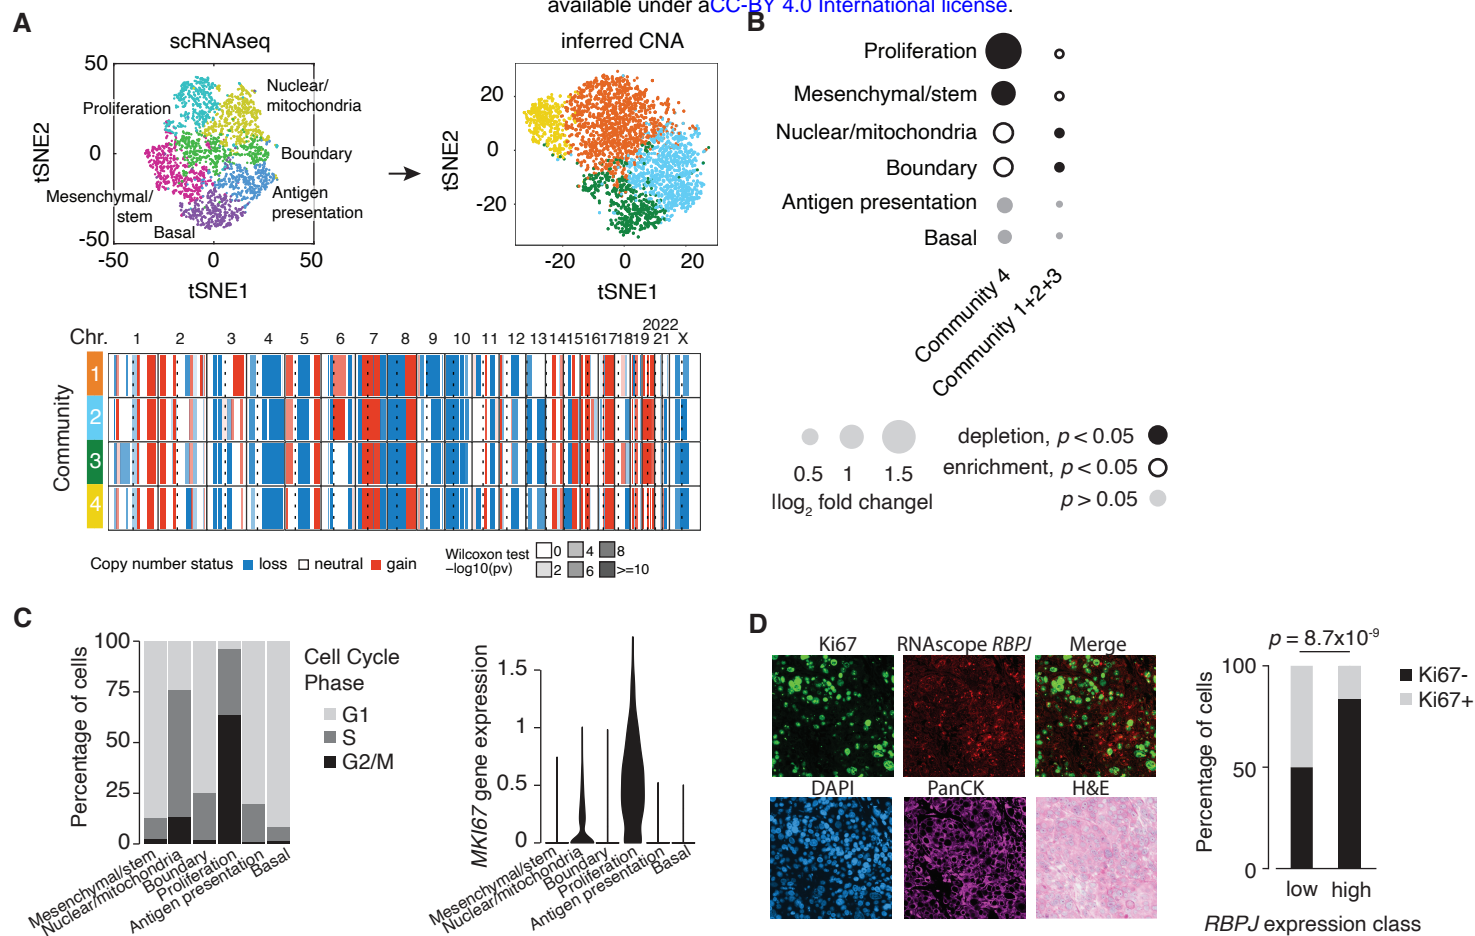 available under aCC-BY 4.0 International license.
A
scRNAseq
50
0
-50
tSNE2
Proliferation
Nuclear/
mitochondria
Boundary
Mesenchymal/
stem
Antigen
presentation
Basal
-50
0
50
tSNE1
inferred CNA
20
0
-20
tSNE2
-20
0
20
tSNE1
Chr.
1
2
3
4
5
6
7
8
9
10
11
12
13
14
15
16
17
18
19
20
21
22
X
Community
1
2
3
4
Copy number status
loss
neutral
gain
Wilcoxon test
−log10(pv)
0
4
8
2
6
>=10
B
Proliferation
Mesenchymal/stem
Nuclear/mitochondria
Boundary
Antigen presentation
Basal
Community 4
Community 1+2+3
0.5
1
1.5
|log2 fold change|
depletion, p < 0.05
enrichment, p < 0.05
p > 0.05
C
Percentage of cells
100
75
50
25
0
Mesenchymal/stem
Nuclear/mitochondria
Boundary
Proliferation
Antigen presentation
Basal
Cell Cycle
Phase
G1
S
G2/M
MKI67 gene expression
1.5
1
0.5
0
Mesenchymal/stem
Nuclear/mitochondria
Boundary
Proliferation
Antigen presentation
Basal
D
Ki67
RNAscope RBPJ
Merge
DAPI
PanCK
H&E
p = 8.7x10-9
Percentage of cells
100
50
0
low
high
RBPJ expression class
Ki67-
Ki67+